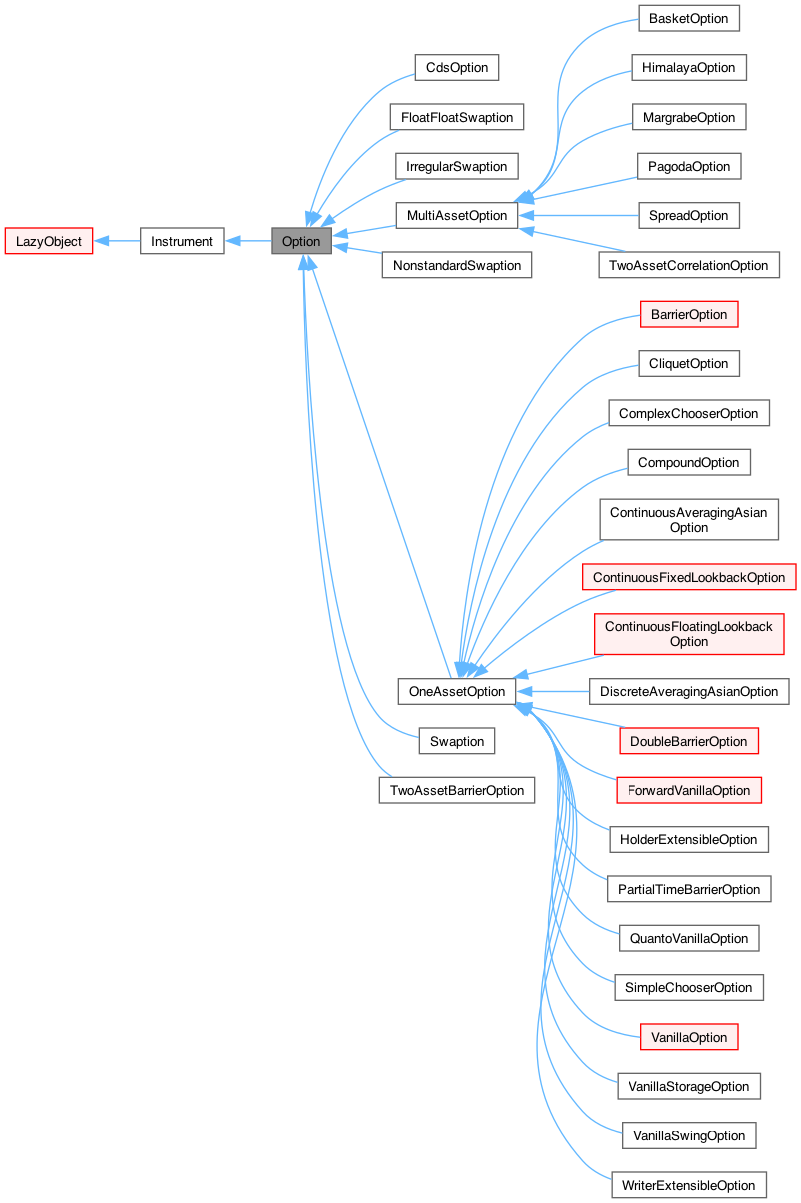 BasketOption
CdsOption
HimalayaOption
FloatFloatSwaption
MargrabeOption
IrregularSwaption
PagodaOption
MultiAssetOption
SpreadOption
LazyObject
Instrument
Option
NonstandardSwaption
TwoAssetCorrelationOption
BarrierOption
CliquetOption
ComplexChooserOption
CompoundOption
ContinuousAveragingAsian
Option
ContinuousFixedLookbackOption
ContinuousFloatingLookback
Option
OneAssetOption
DiscreteAveragingAsianOption
Swaption
DoubleBarrierOption
TwoAssetBarrierOption
ForwardVanillaOption
HolderExtensibleOption
PartialTimeBarrierOption
QuantoVanillaOption
SimpleChooserOption
VanillaOption
VanillaStorageOption
VanillaSwingOption
WriterExtensibleOption